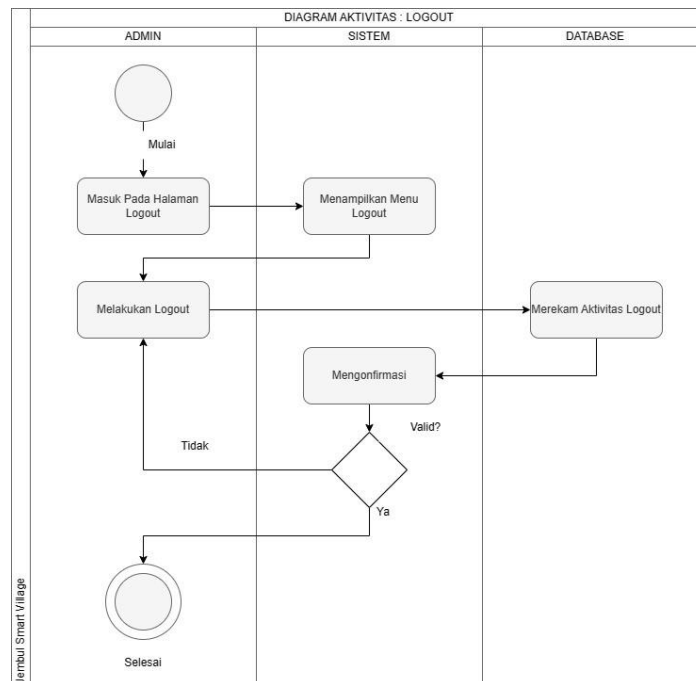 DIAGRAM AKTIVITAS : LOGOUT
ADMIN
SISTEM
DATABASE
Mulai
Masuk Pada Halaman
Logout
Menampilkan Menu
Logout
Melakukan Logout
Merekam Aktivitas Logout
Mengonfirmasi
Valid?
Tidak
Ya
Selesai
Jembul Smart Village